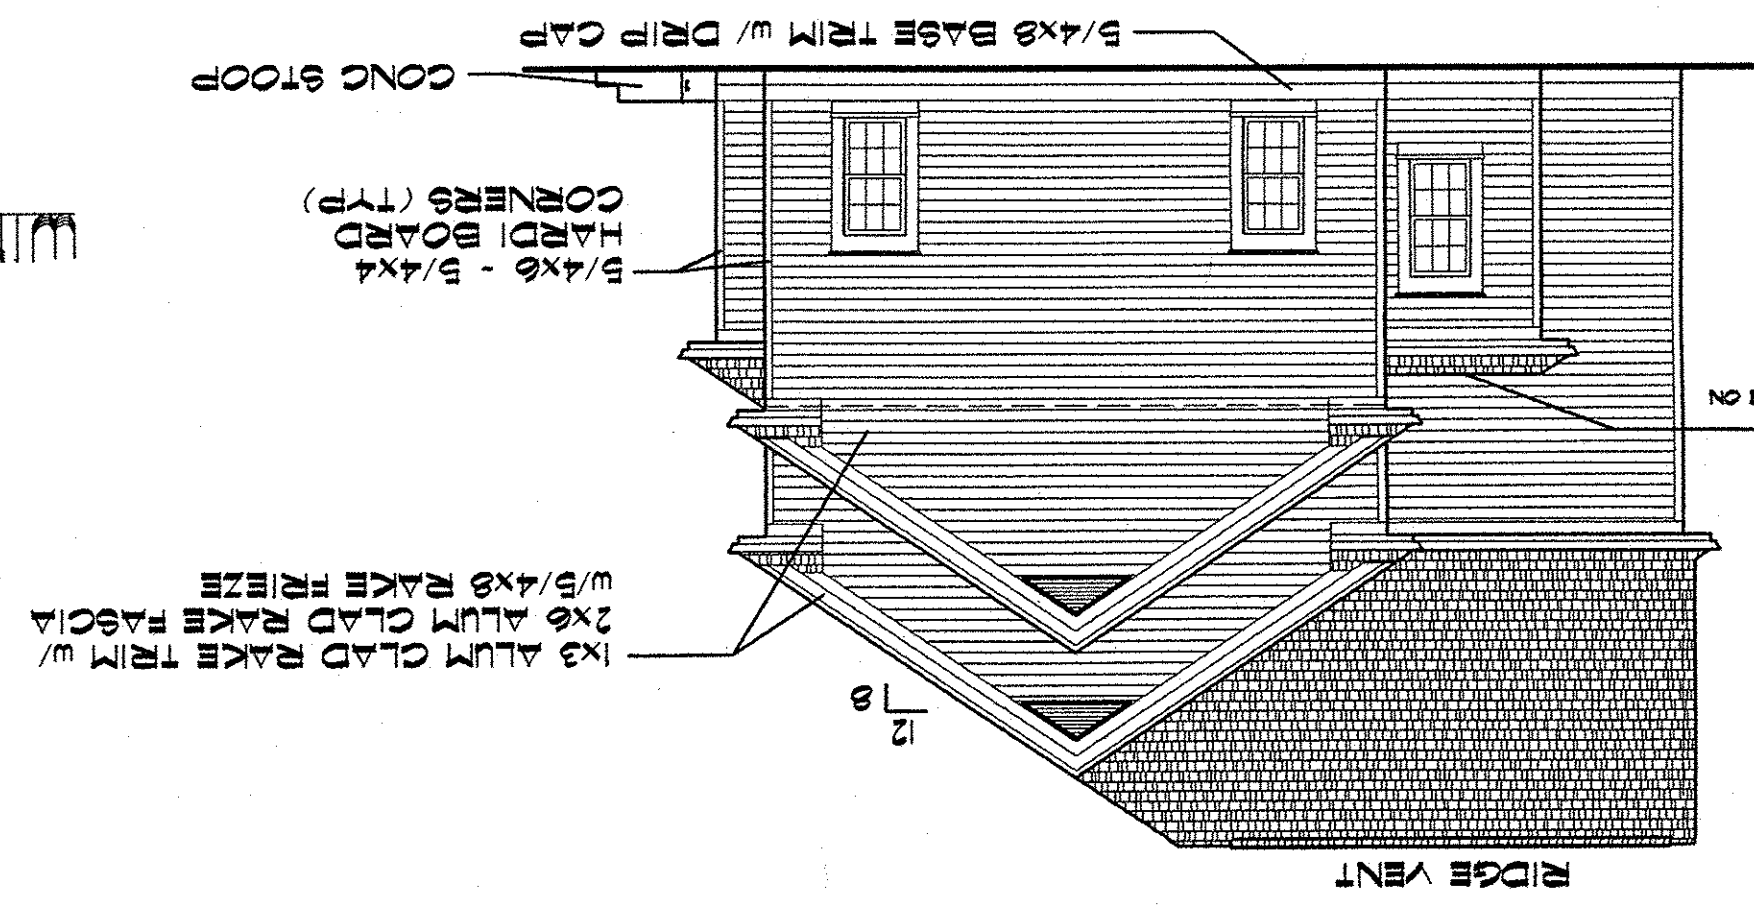 RIDGE VENT
12
8
1x3 ALUM CLAD RAKE TRIM w/
2x6 ALUM CLAD RAKE FASCIA
w/5/4x8 RAKE FRIEZE
ON
5/4x6 - 5/4x4
HARDI BOARD
CORNERS (TYP)
CONC STOOP
5/4x8 BASE TRIM w/ DRIP CAP